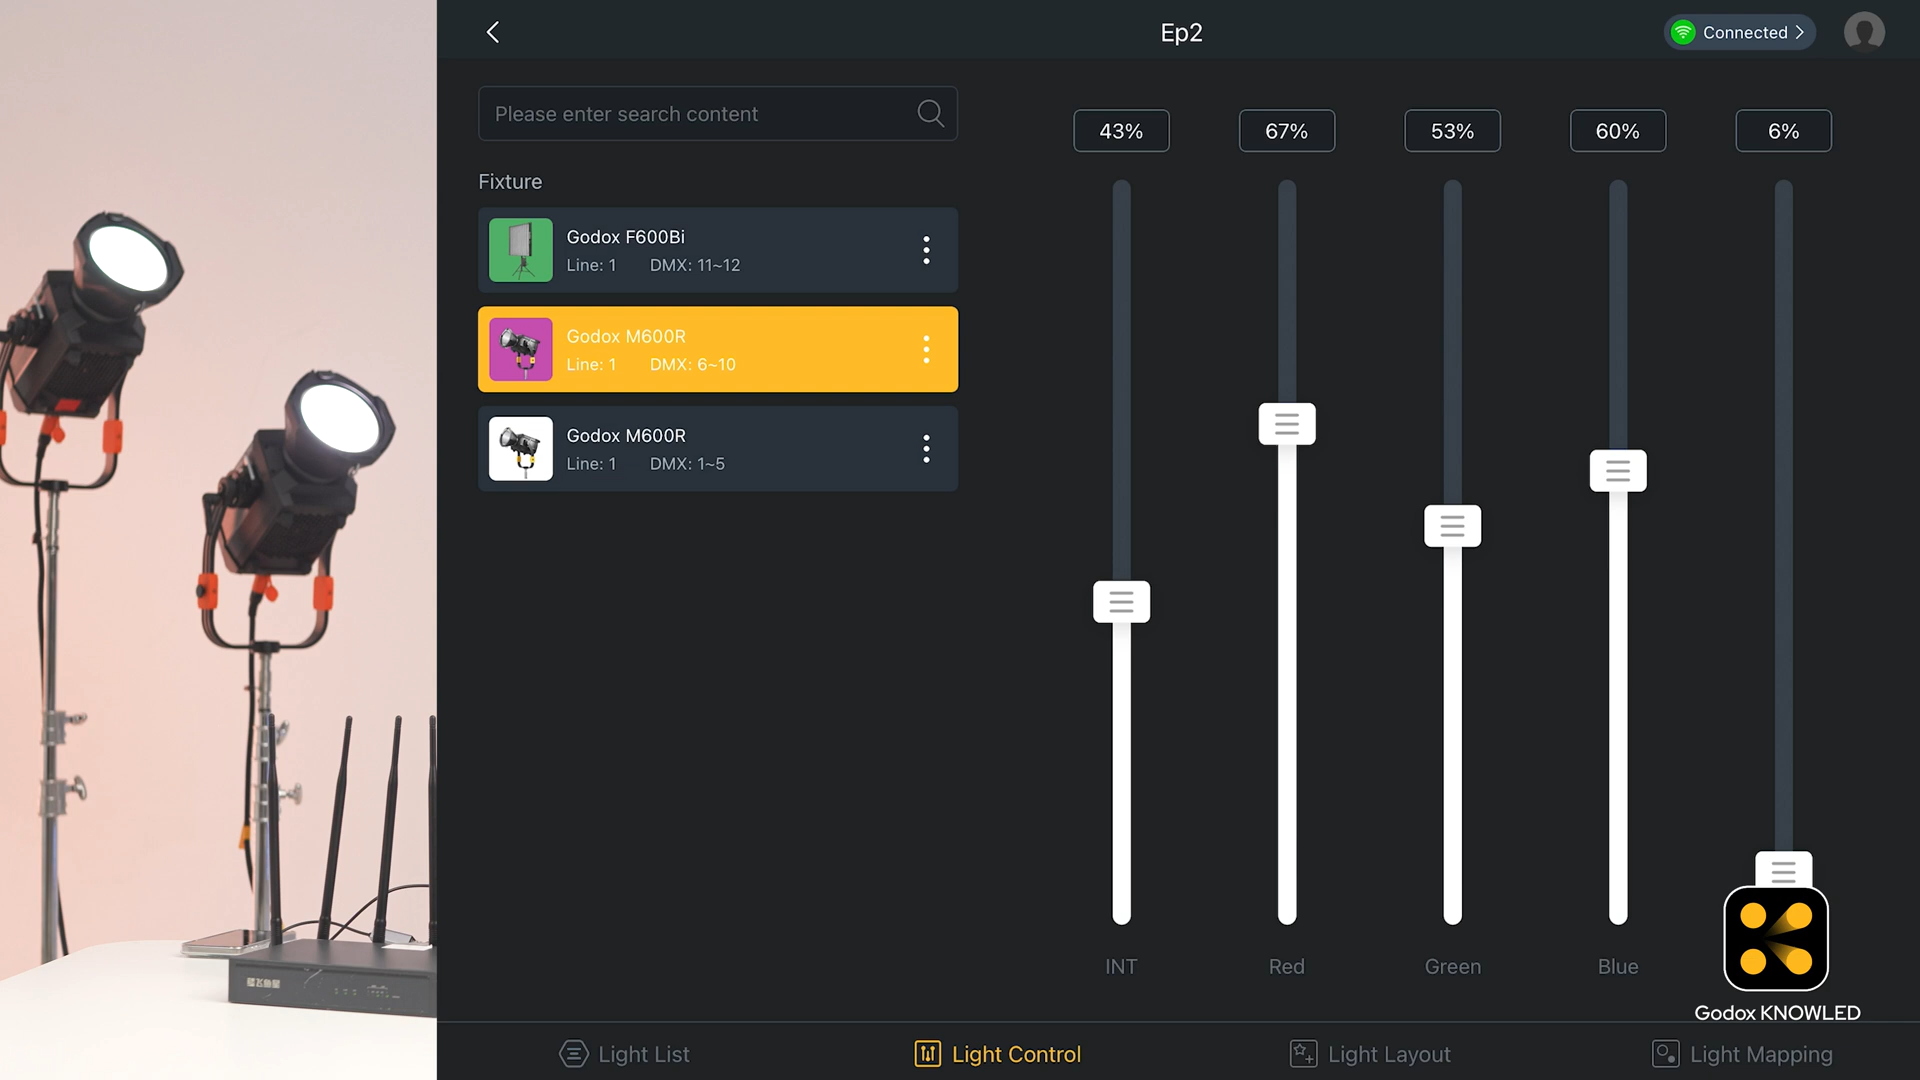 Ep2
Connected
Please enter search content
Fixture
Godox F600Bi
Line: 1 DMX: 11~12
Godox M600R
Line: 1 DMX: 6~10
Godox M600R
Line: 1 DMX: 1~5
43% 67% 53% 60% 6%
INT Red Green Blue
Godox KNOWLED
Light List Light Control Light Layout Light Mapping